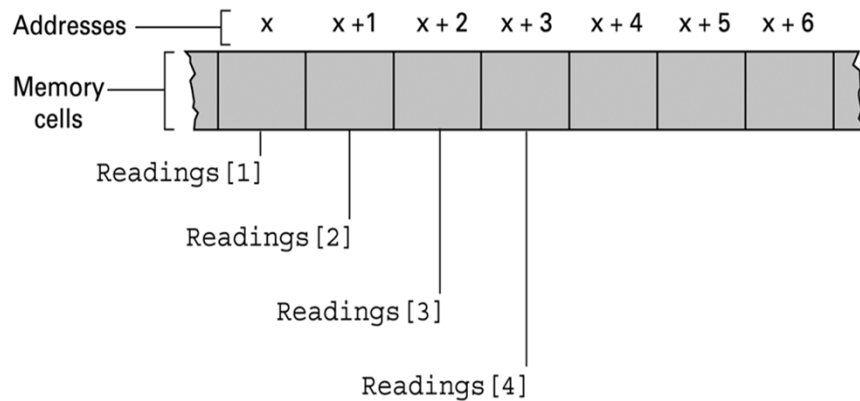 Addresses x x +1 x + 2 x + 3 x + 4 x + 5 x + 6
Memory
cells
Readings[1]
Readings[2]
Readings[3]
Readings[4]